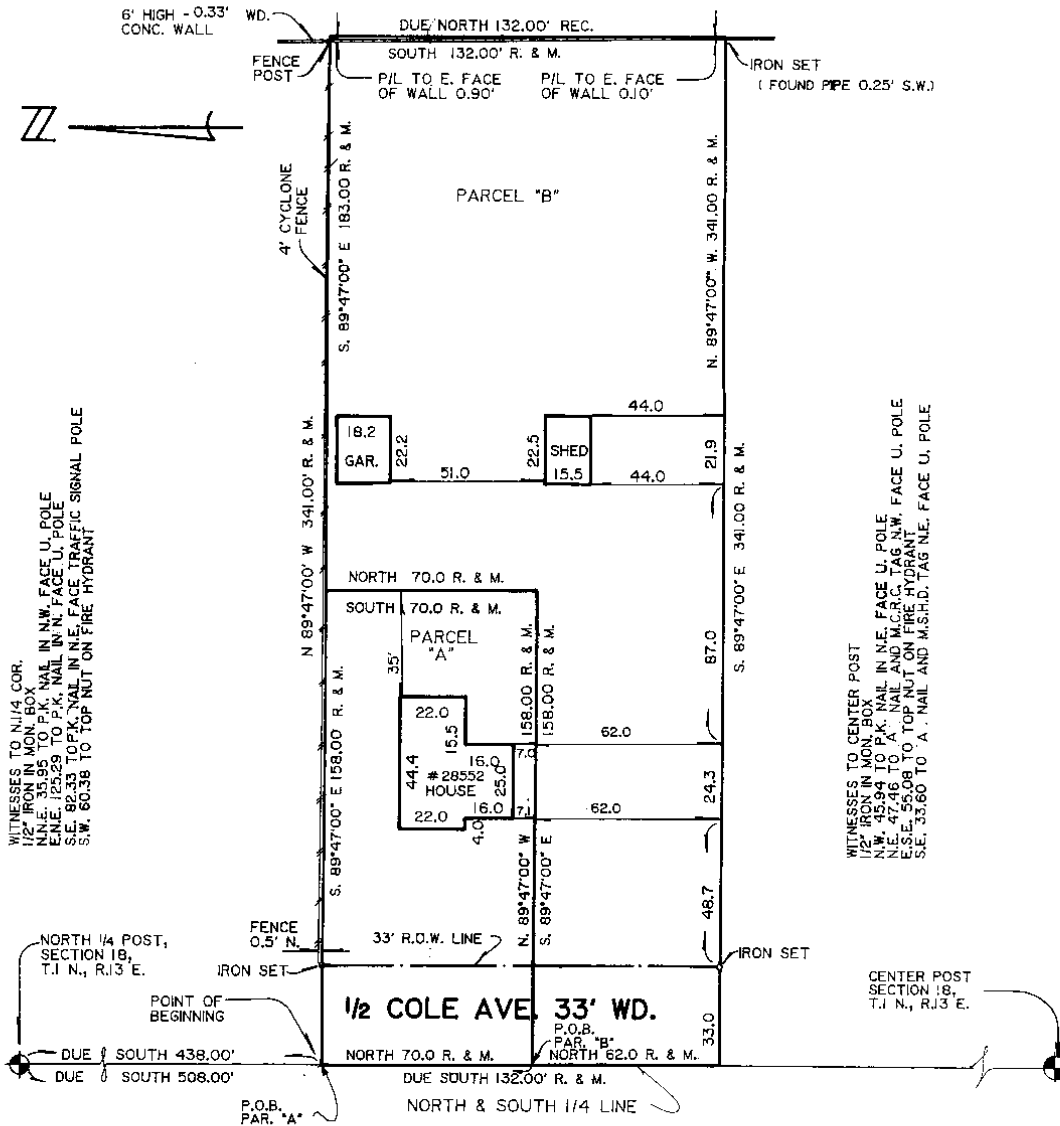 6' HIGH - 0.33' WD.
CONC. WALL
DUE NORTH 132.00' REC.
SOUTH 132.00' R. & M.
FENCE
POST
P/L TO E. FACE
OF WALL 0.90'
P/L TO E. FACE
OF WALL 0.10'
IRON SET
( FOUND PIPE 0.25' S.W.)
N
4' CYCLONE
FENCE
S. 89°47'00" E 183.00 R. & M.
PARCEL "B"
N. 89°47'00" W. 341.00 R. & M.
N 89°47'00' W 341.00' R. & M.
18.2
GAR.
22.2
51.0
22.5
SHED
15.5
44.0
44.0
21.9
S. 89°47'00" E 341.00 R. & M.
WITNESSES TO N.1/4 COR.
1/2" IRON IN MON. BOX
N.N.E. 35.95 TO P.K. NAIL IN N.W. FACE U. POLE
E.N.E. 125.29 TO P.K. NAIL IN N. FACE U. POLE
S.E. 82.33 TO P.K. NAIL IN N.E. FACE TRAFFIC SIGNAL POLE
S.W. 60.38 TO TOP NUT ON FIRE HYDRANT
NORTH 70.0 R. & M.
SOUTH 70.0 R. & M.
PARCEL
"A"
35'
S. 89°47'00" E 158.00' R. & M.
158.00 R. & M.
158.00 R. & M.
87.0
22.0
15.5
44.4
16.0
7.0
62.0
# 28552
HOUSE
25.0
24.3
16.0
7.1
62.0
22.0
4.0
N. 89°47'00" W
S. 89°47'00" E
48.7
WITNESSES TO CENTER POST
1/2" IRON IN MON. BOX
N.W. 45.94 TO P.K. NAIL IN N.E. FACE U. POLE
N.E. 47.46 TO A . NAIL AND M.C.R.C. TAG N.W. FACE U. POLE
E.S.E. 55.08 TO TOP NUT ON FIRE HYDRANT
S.E. 33.60 TO A . NAIL AND M.S.H.D. TAG N.E. FACE U. POLE
FENCE
0.5' N.
33' R.O.W. LINE
IRON SET
IRON SET
NORTH 1/4 POST,
SECTION 18,
T.1 N., R.13 E.
POINT OF
BEGINNING
1/2 COLE AVE. 33' WD.
33.0
CENTER POST
SECTION 18,
T.1 N., R.13 E.
P.O.B.
PAR. "B"
DUE SOUTH 438.00'
NORTH 70.0 R. & M.
NORTH 62.0 R. & M.
DUE SOUTH 508.00'
DUE SOUTH 132.00' R. & M.
P.O.B.
PAR. "A"
NORTH & SOUTH 1/4 LINE